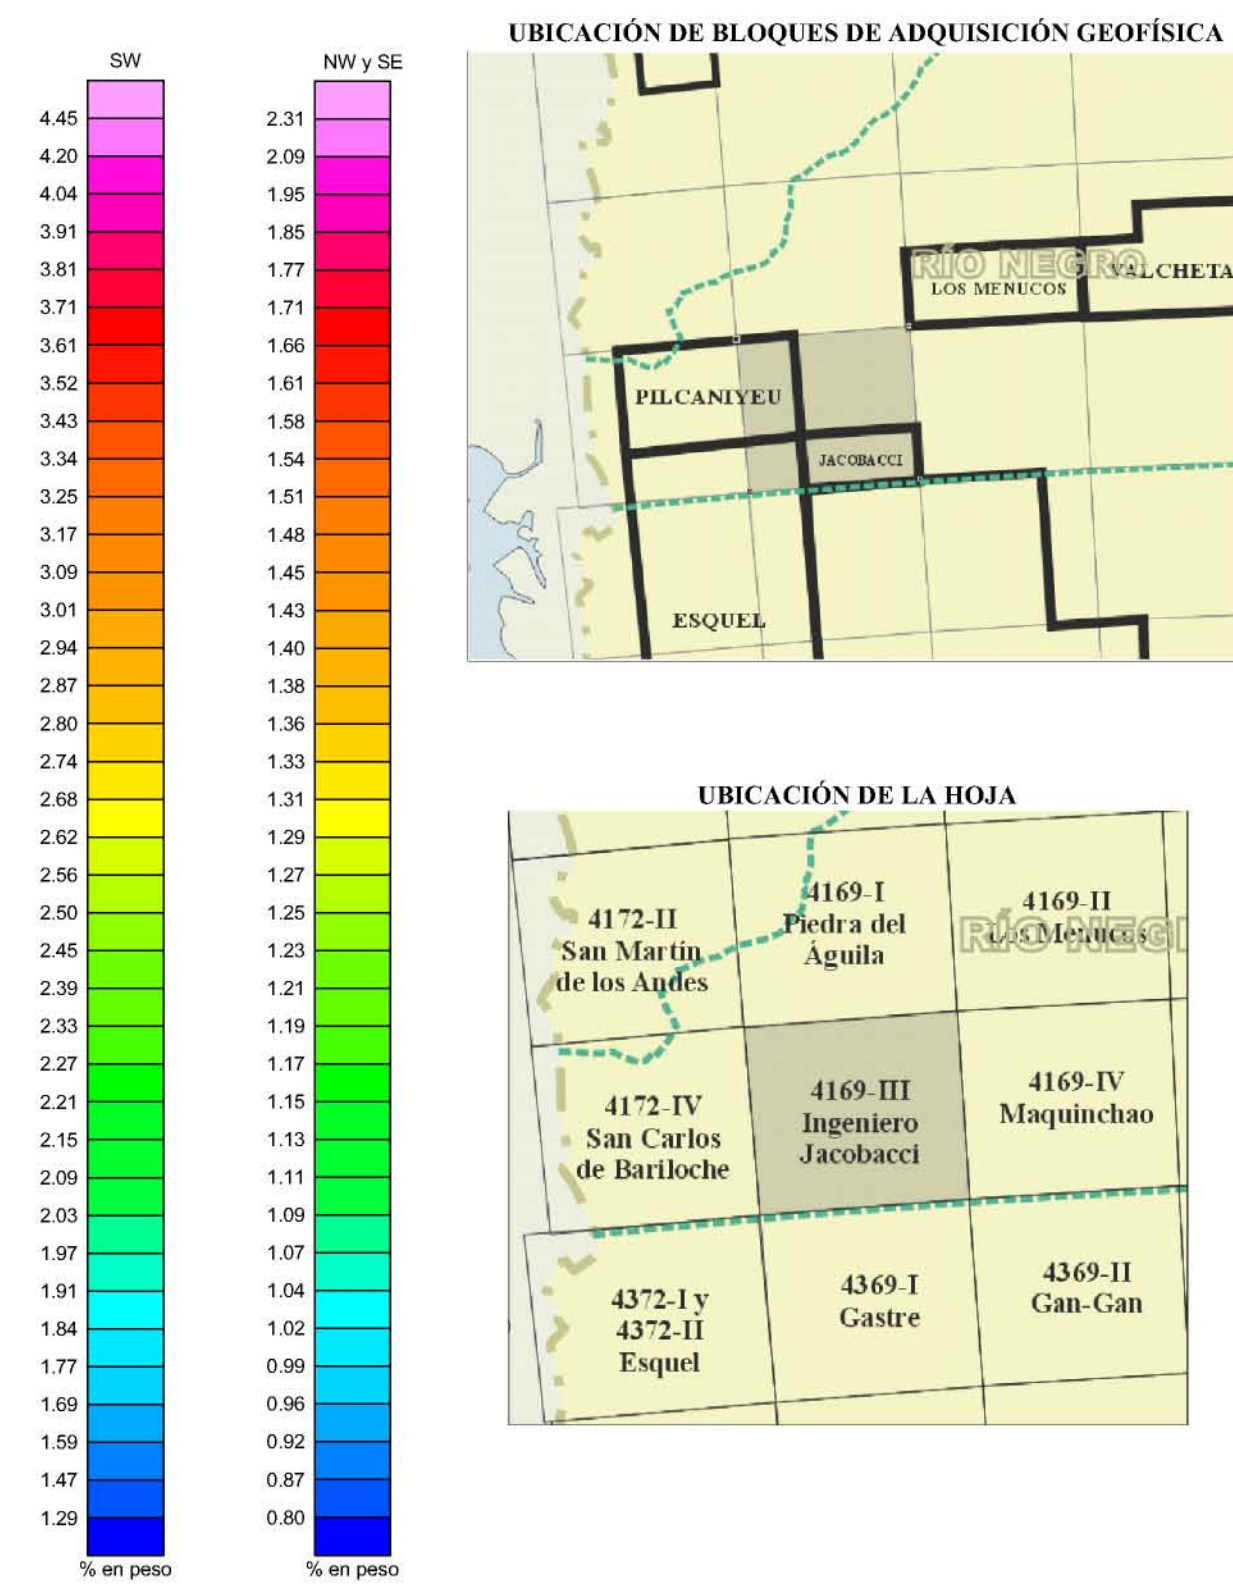 SW
4.45
4.20
4.04
3.91
3.81
3.71
3.61
3.52
3.43
3.34
3.25
3.17
3.09
3.01
2.94
2.87
2.80
2.74
2.68
2.62
2.56
2.50
2.45
2.39
2.33
2.27
2.21
2.15
2.09
2.03
1.97
1.91
1.84
1.77
1.69
1.59
1.47
1.29
% en peso
NW y SE
2.31
2.09
1.95
1.85
1.77
1.71
1.66
1.61
1.58
1.54
1.51
1.48
1.45
1.43
1.40
1.38
1.36
1.33
1.31
1.29
1.27
1.25
1.23
1.21
1.19
1.17
1.15
1.13
1.11
1.09
1.07
1.04
1.02
0.99
0.96
0.92
0.87
0.80
% en peso
UBICACIÓN DE BLOQUES DE ADQUISICIÓN GEOFÍSICA
RÍO NEGRO
VALCHETA
LOS MENUCOS
PILCANIYEU
JACOBACCI
ESQUEL
UBICACIÓN DE LA HOJA
4172-II
San Martín
de los Andes
4169-I
Piedra del
Águila
4169-II
Los Menucos
RÍO NEG
4172-IV
San Carlos
de Bariloche
4169-III
Ingeniero
Jacobacci
4169-IV
Maquinchao
4372-I y
4372-II
Esquel
4369-I
Gastre
4369-II
Gan-Gan